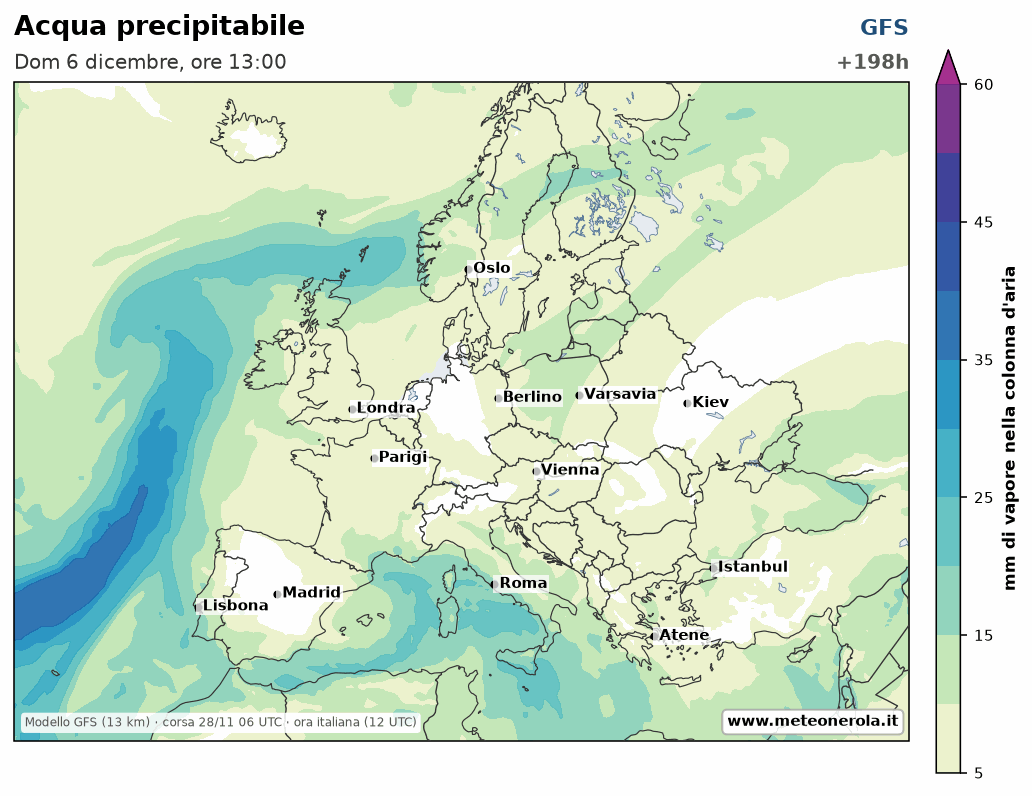 Acqua precipitabile
GFS
Dom 6 dicembre, ore 13:00
+198h
60
45
35
25
15
5
mm di vapore nella colonna d'aria
Oslo
Londra
Berlino
Varsavia
Kiev
Parigi
Vienna
Madrid
Lisbona
Roma
Istanbul
Atene
Modello GFS (13 km) · corsa 28/11 06 UTC · ora italiana (12 UTC)
www.meteonerola.it